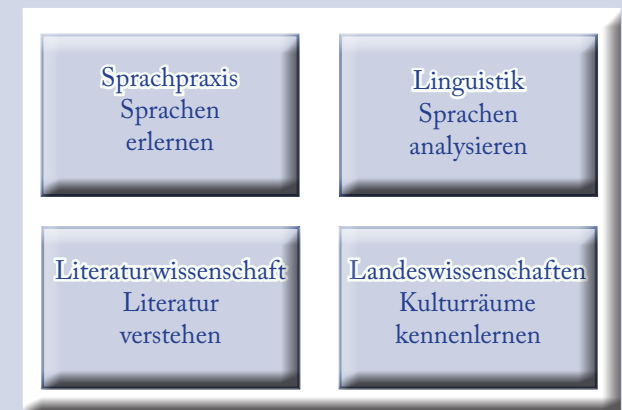 Sprachpraxis
Sprachen
erlernen
Linguistik
Sprachen
analysieren
Literaturwissenschaft
Literatur
verstehen
Landeswissenschaften
Kulturräume
kennenlernen